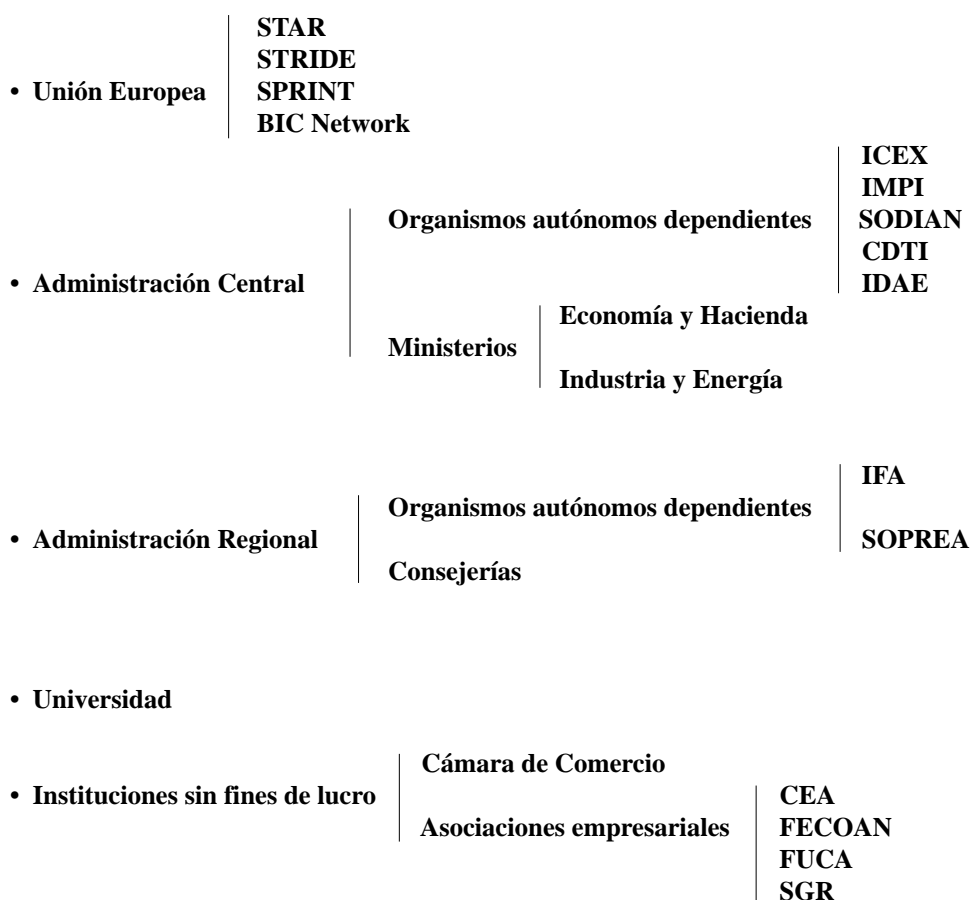 STAR
STRIDE
• Unión Europea SPRINT
BIC Network
ICEX
IMPI
Organismos autónomos dependientes SODIAN
CDTI
• Administración Central IDAE
Economía y Hacienda
Ministerios
Industria y Energía
IFA
Organismos autónomos dependientes
• Administración Regional SOPREA
Consejerías
• Universidad
Cámara de Comercio
• Instituciones sin fines de lucro CEA
Asociaciones empresariales FECOAN
FUCA
SGR